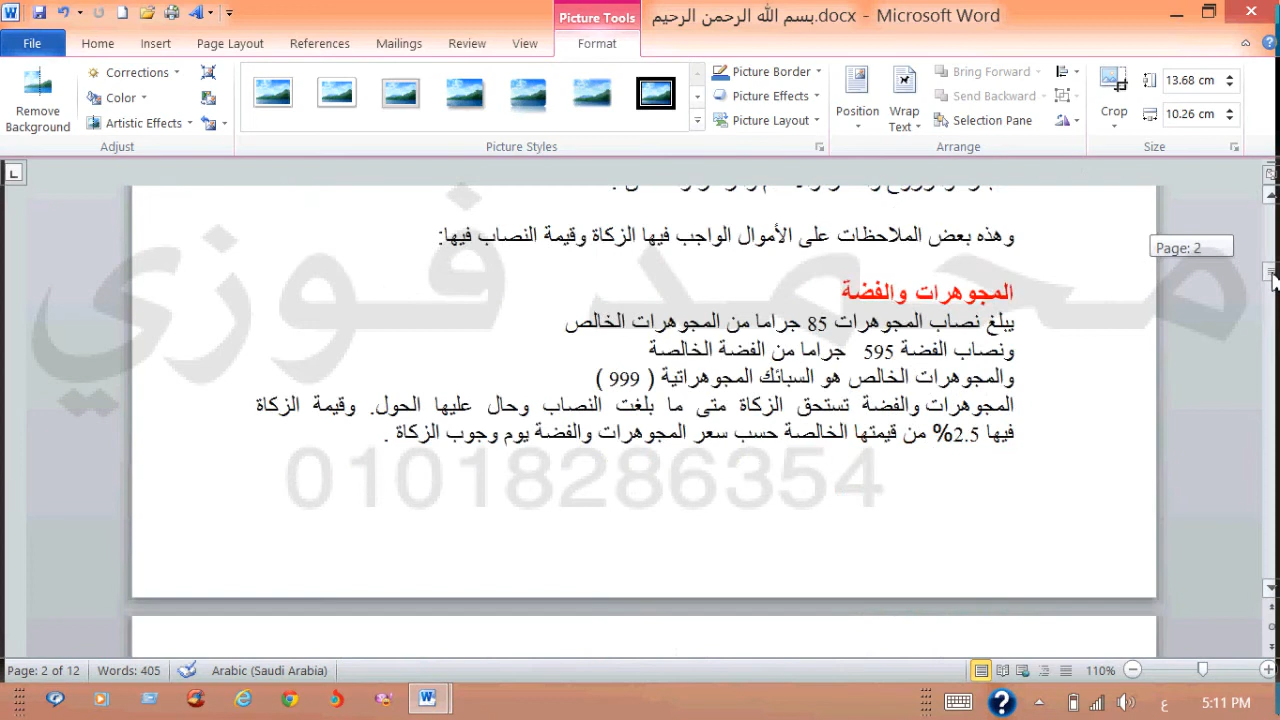 بسم الله الرحمن الرحيم.docx - Microsoft Word
Picture Tools
File Home Insert Page Layout References Mailings Review View Format
Remove Background
Corrections
Color
Artistic Effects
Adjust
Picture Styles
Picture Border
Picture Effects
Picture Layout
Position
Wrap Text
Bring Forward
Send Backward
Selection Pane
Arrange
Crop
13.68 cm
10.26 cm
Size
وهذه بعض الملاحظات على الأموال الواجب فيها الزكاة وقيمة النصاب فيها:
Page: 2
المجوهرات والفضة
يبلغ نصاب المجوهرات 85 جراما من المجوهرات الخالص
ونصاب الفضة 595 جراما من الفضة الخالصة
والمجوهرات الخالص هو السبائك المجوهراتية ( 999 )
المجوهرات والفضة تستحق الزكاة متى ما بلغت النصاب وحال عليها الحول. وقيمة الزكاة
فيها 2.5% من قيمتها الخالصة حسب سعر المجوهرات والفضة يوم وجوب الزكاة .
محمد فوزي
01018286354
Page: 2 of 12 Words: 405 Arabic (Saudi Arabia) 110%
ع 5:11 PM